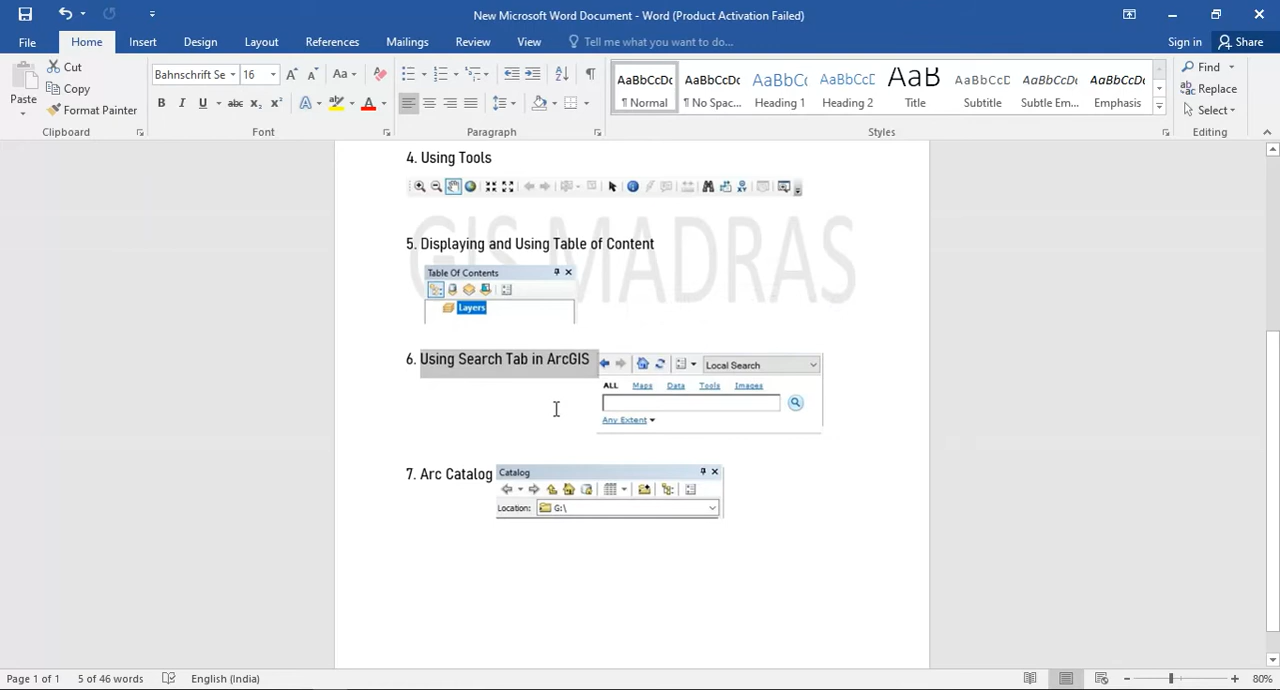 New Microsoft Word Document - Word (Product Activation Failed)
File Home Insert Design Layout References Mailings Review View Tell me what you want to do... Sign in Share
Paste Cut Copy Format Painter
Clipboard
Bahnschrift Se 16
Font
Paragraph
AaBbCcDc AaBbCcDc AaBbCc AaBbCcD AaB AaBbCcD AaBbCcDc AaBbCcDc
¶ Normal ¶ No Spac... Heading 1 Heading 2 Title Subtitle Subtle Em... Emphasis
Styles
Find
Replace
Select
Editing
4. Using Tools
GIS MADRAS
5. Displaying and Using Table of Content
Table Of Contents
Layers
6. Using Search Tab in ArcGIS
Local Search
ALL Maps Data Tools Images
Any Extent
7. Arc Catalog
Catalog
Location: G:\
Page 1 of 1 5 of 46 words English (India) 80%